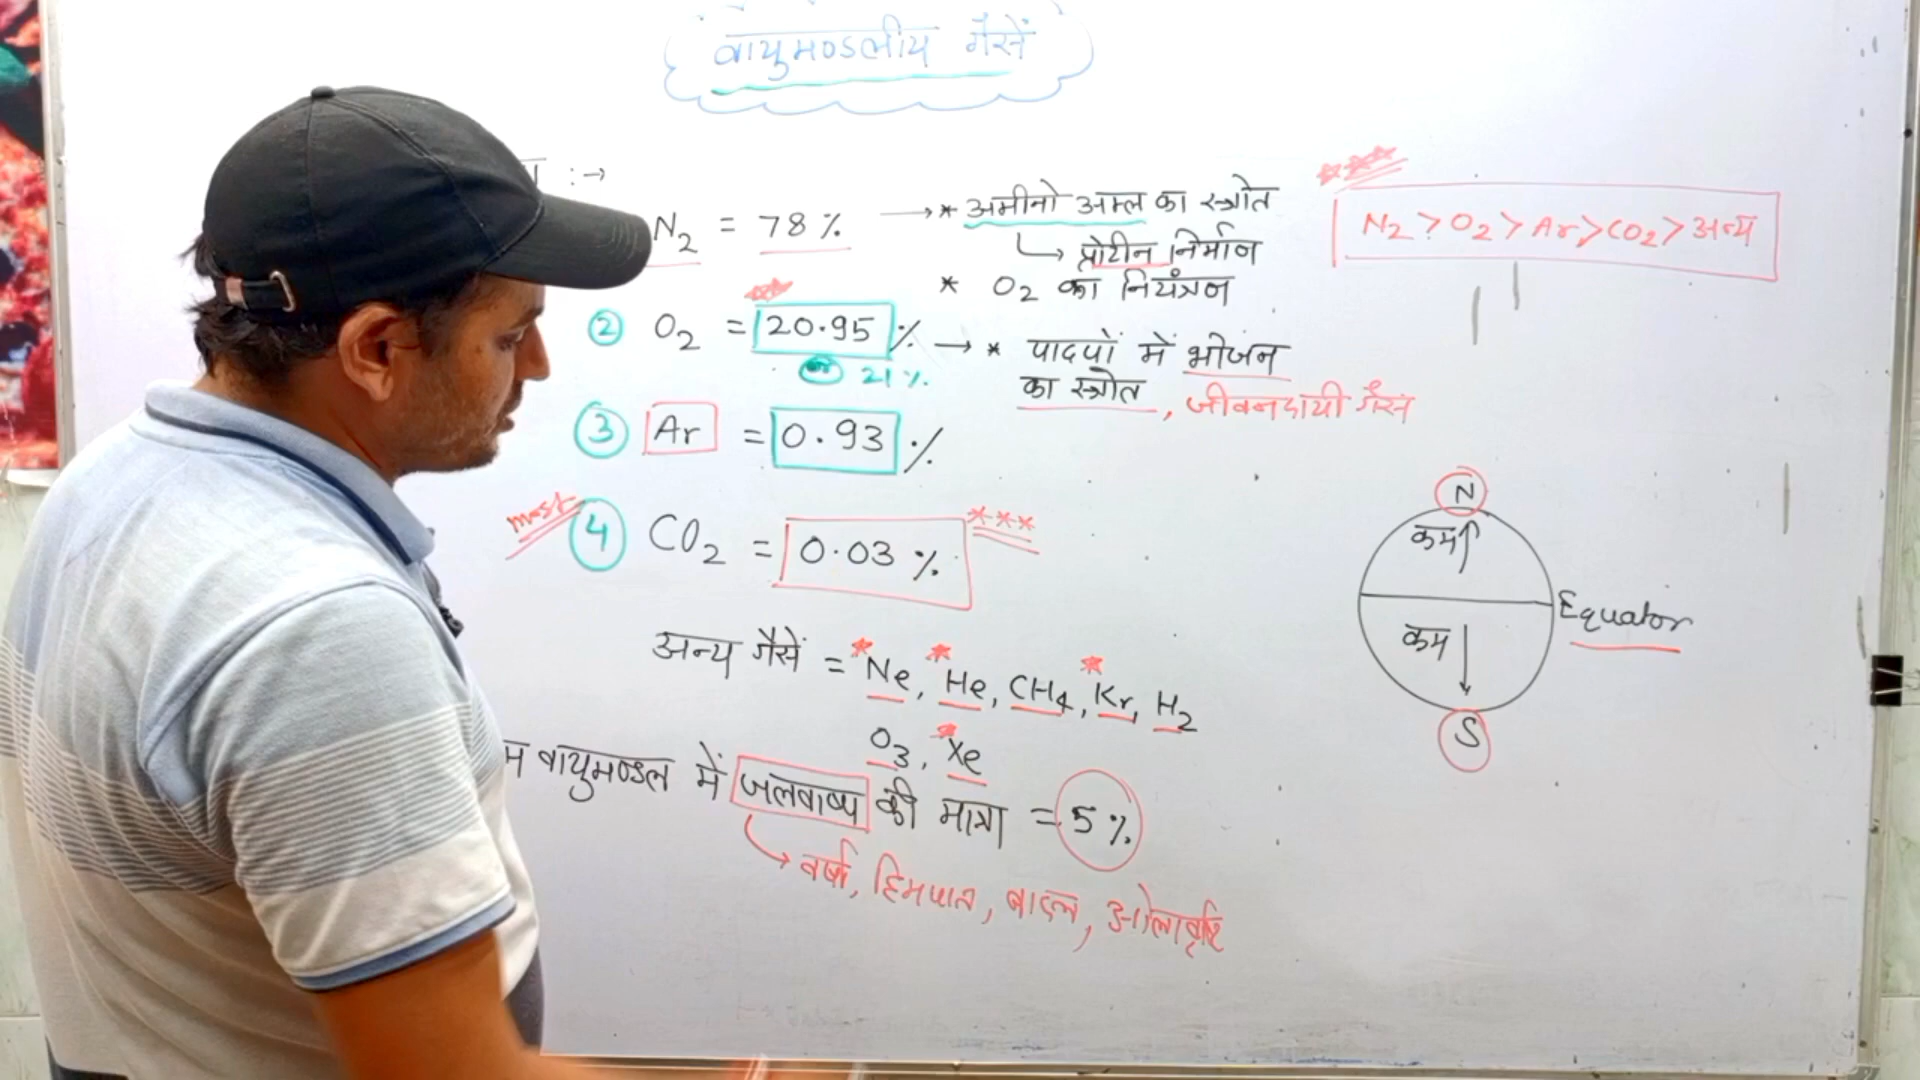 वायुमण्डलीय गैसें
:→
N2 = 78% → * अमीनो अम्ल का स्त्रोत
↳ प्रोटीन निर्माण
* O2 का नियंत्रन
N2 > O2 > Ar > CO2 > अन्य
② O2 = 20.95 % → * पादपों में भोजन
or 21%.
का स्त्रोत, जीवनदायी गैस
③ Ar = 0.93 %
most ④ CO2 = 0.03 % ***
अन्य गैसें = *Ne, *He, CH4, *Kr, H2
O3, *Xe
वायुमण्डल में जलवाष्प की मात्रा = 5%
↳ वर्षा, हिमपात, बादल, ओलावृष्टि
N
कम ↑
Equator
कम ↓
S